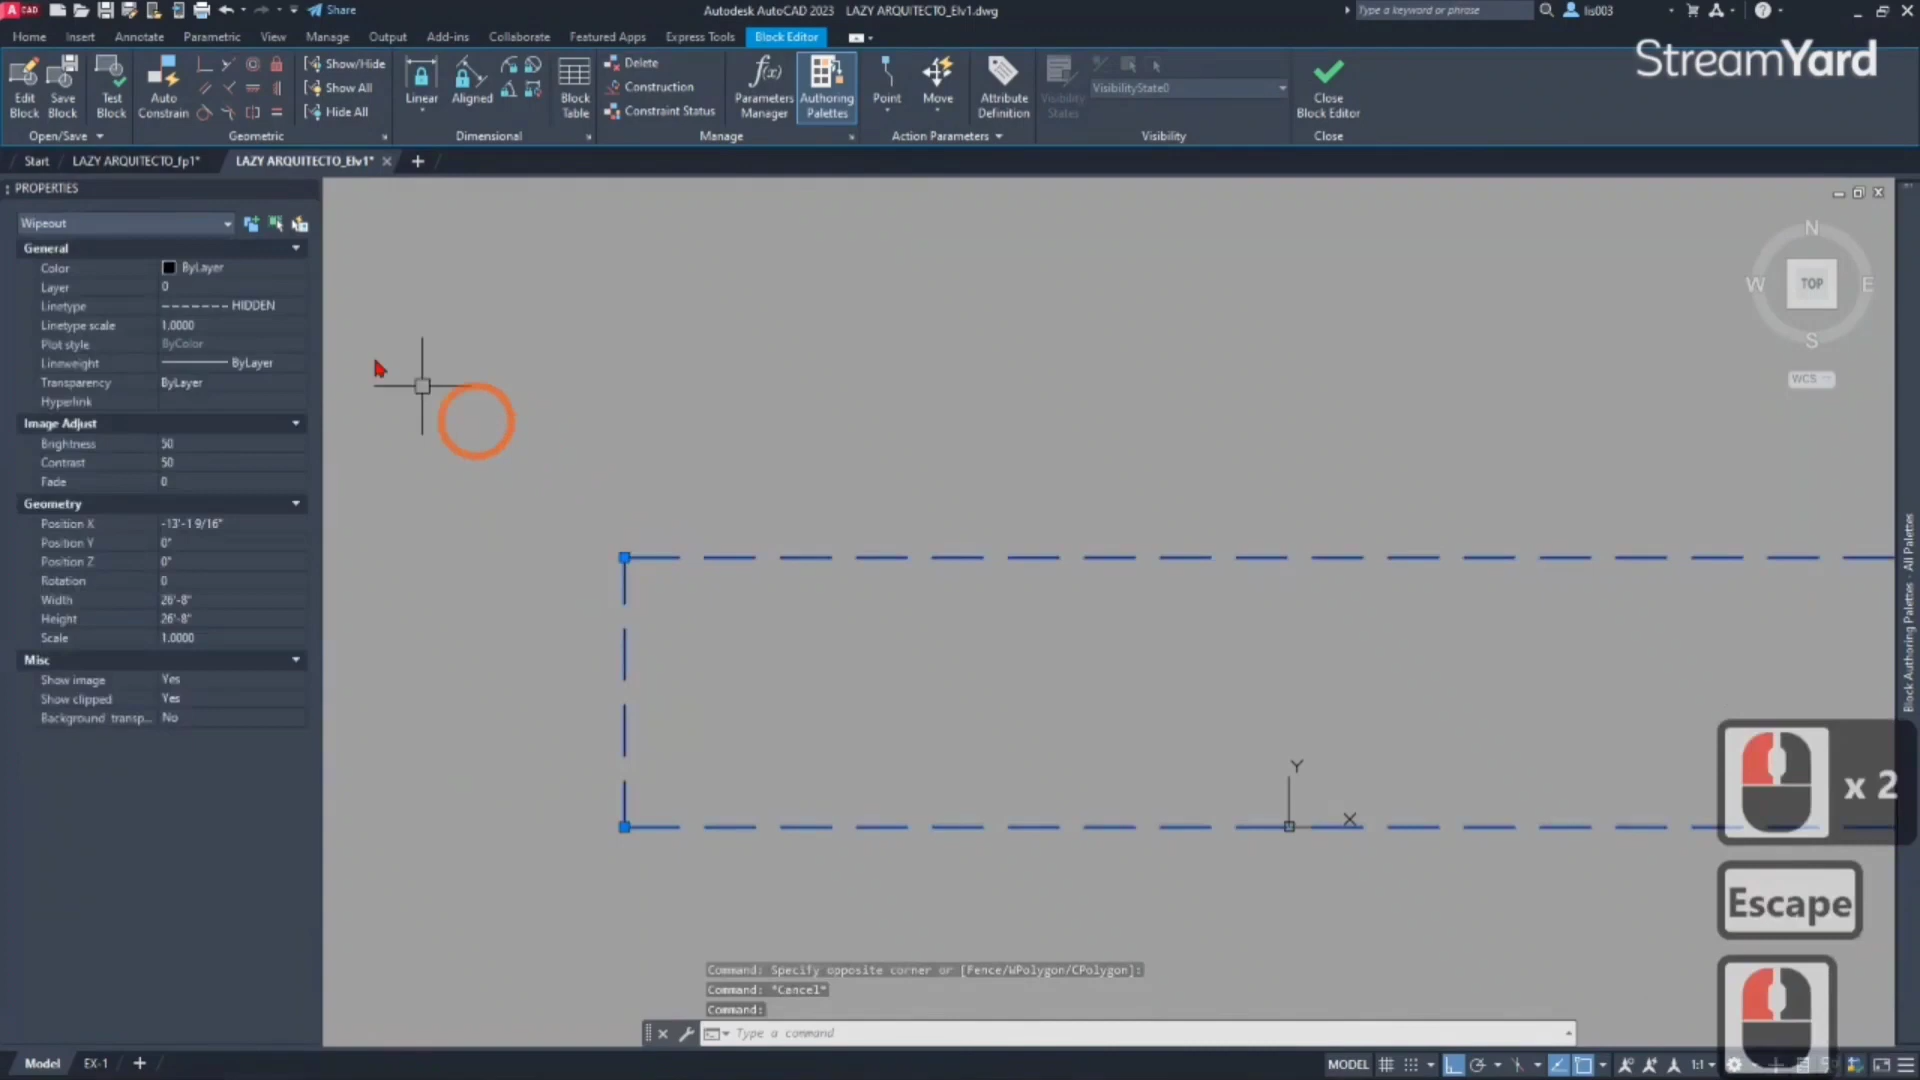 CAD
Share
Autodesk AutoCAD 2023 LAZY ARQUITECTO_Elv1.dwg
Type a keyword or phrase
lis003
Home Insert Annotate Parametric View Manage Output Add-ins Collaborate Featured Apps Express Tools Block Editor
StreamYard
Edit Block
Save Block
Test Block
Auto Constrain
Show/Hide
Show All
Hide All
Linear
Aligned
Block Table
Delete
Construction
Constraint Status
Parameters Manager
Authoring Palettes
Point
Move
Attribute Definition
Visibility States
VisibilityState0
Close Block Editor
Open/Save Geometric Dimensional Manage Action Parameters Visibility Close
Start LAZY ARQUITECTO_fp1* LAZY ARQUITECTO_Elv1*
PROPERTIES
Wipeout
General
Color ByLayer
Layer 0
Linetype HIDDEN
Linetype scale 1,0000
Plot style ByColor
Lineweight ByLayer
Transparency ByLayer
Hyperlink
Image Adjust
Brightness 50
Contrast 50
Fade 0
Geometry
Position X -13'-1 9/16"
Position Y 0"
Position Z 0"
Rotation 0
Width 26'-8"
Height 26'-8"
Scale 1.0000
Misc
Show image Yes
Show clipped Yes
Background transp... No
N
W TOP E
S
WCS
Block Authoring Palettes - All Palettes
Y
X
x 2
Escape
Command: Specify opposite corner or [Fence/WPolygon/CPolygon]:
Command: *Cancel*
Command:
Type a command
Model EX-1
MODEL
1:1